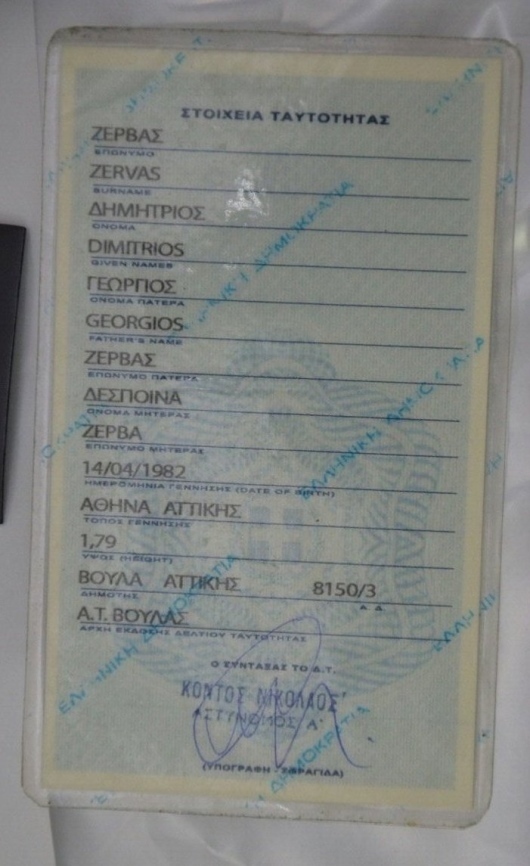 ΣΤΟΙΧΕΙΑ ΤΑΥΤΟΤΗΤΑΣ
ΖΕΡΒΑΣ
ΕΠΩΝΥΜΟ
ZERVAS
SURNAME
ΔΗΜΗΤΡΙΟΣ
ΟΝΟΜΑ
DIMITRIOS
GIVEN NAMES
ΓΕΩΡΓΙΟΣ
ΟΝΟΜΑ ΠΑΤΕΡΑ
GEORGIOS
FATHER'S NAME
ΖΕΡΒΑΣ
ΕΠΩΝΥΜΟ ΠΑΤΕΡΑ
ΔΕΣΠΟΙΝΑ
ΟΝΟΜΑ ΜΗΤΕΡΑΣ
ΖΕΡΒΑ
ΕΠΩΝΥΜΟ ΜΗΤΕΡΑΣ
14/04/1982
ΗΜΕΡΟΜΗΝΙΑ ΓΕΝΝΗΣΗΣ (DATE OF BIRTH)
ΑΘΗΝΑ ΑΤΤΙΚΗΣ
ΤΟΠΟΣ ΓΕΝΝΗΣΗΣ
1,79
ΥΨΟΣ (HEIGHT)
ΒΟΥΛΑ ΑΤΤΙΚΗΣ 8150/3
ΔΗΜΟΤΗΣ Α.Δ.
Α.Τ. ΒΟΥΛΑΣ
ΑΡΧΗ ΕΚΔΟΣΗΣ ΔΕΛΤΙΟΥ ΤΑΥΤΟΤΗΤΑΣ
Ο ΣΥΝΤΑΞΑΣ ΤΟ Δ.Τ.
ΚΟΝΤΟΣ ΝΙΚΟΛΑΟΣ
ΑΣΤΥΝΟΜΟΣ Α'
(ΥΠΟΓΡΑΦΗ - ΣΦΡΑΓΙΔΑ)
ΕΛΛΗΝΙΚΗ ΔΗΜΟΚΡΑΤΙΑ